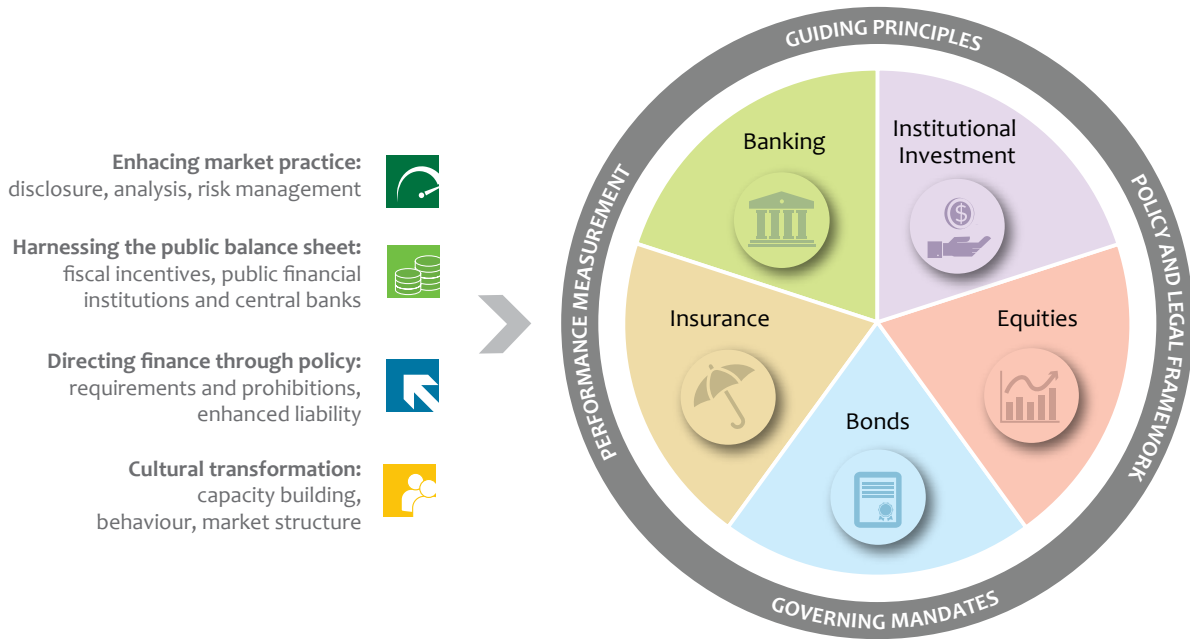 Enhacing market practice:
disclosure, analysis, risk management
Harnessing the public balance sheet:
fiscal incentives, public financial
institutions and central banks
Directing finance through policy:
requirements and prohibitions,
enhanced liability
Cultural transformation:
capacity building,
behaviour, market structure
GUIDING PRINCIPLES
POLICY AND LEGAL FRAMEWORK
GOVERNING MANDATES
PERFORMANCE MEASUREMENT
Banking
Institutional
Investment
$
Insurance
Equities
Bonds